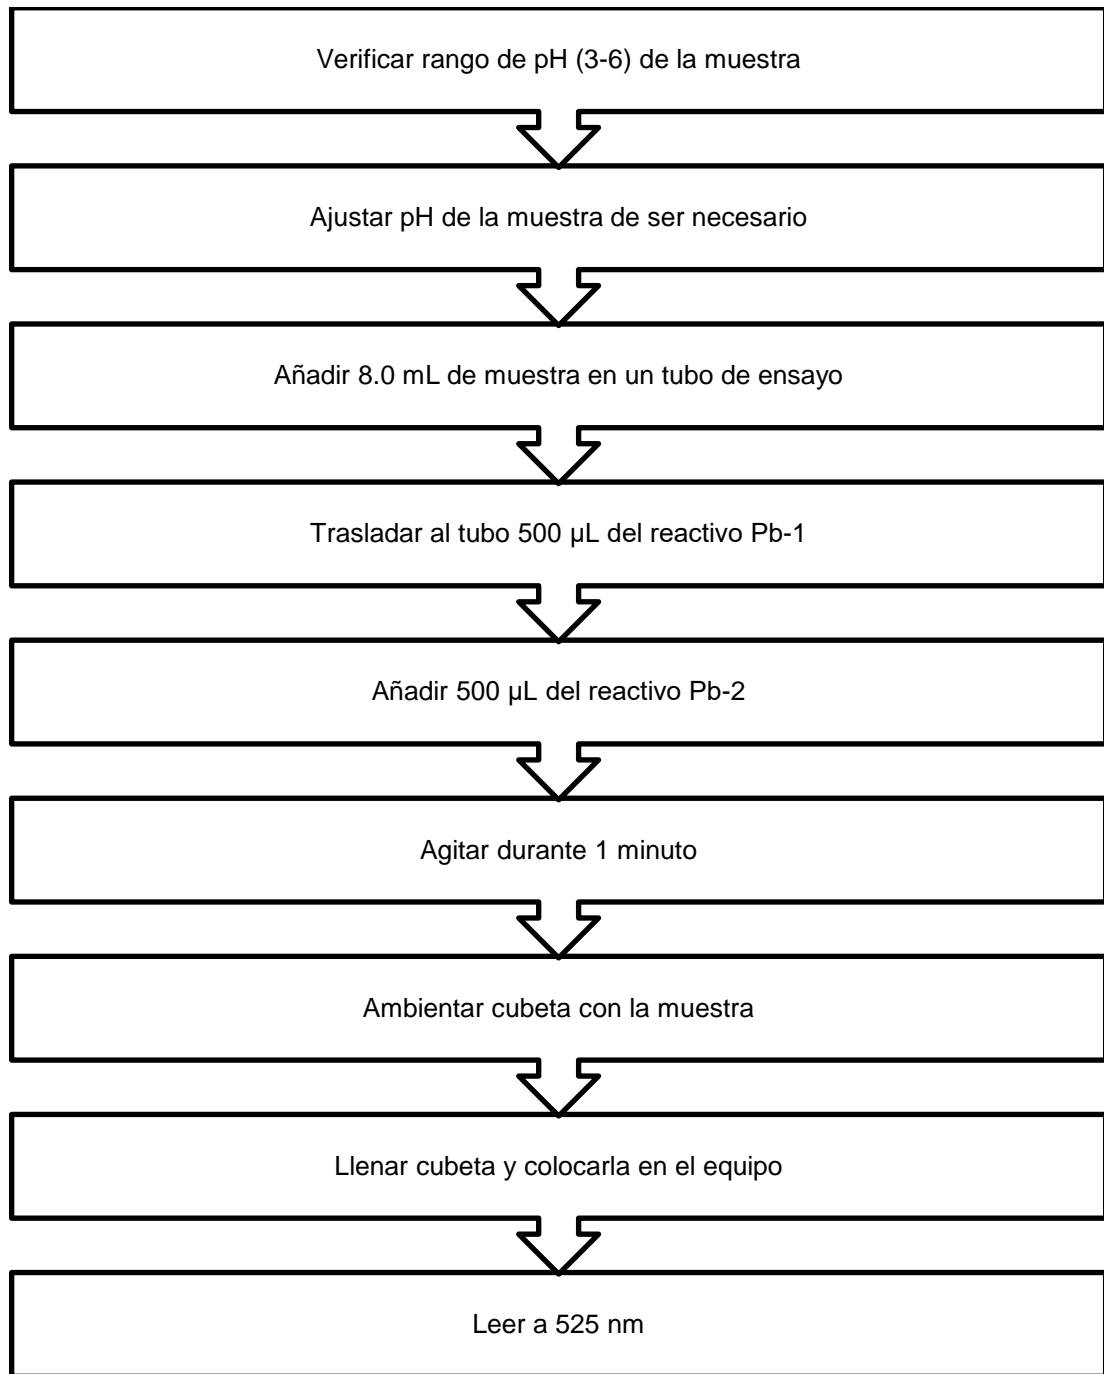 Verificar rango de pH (3-6) de la muestra
Ajustar pH de la muestra de ser necesario
Añadir 8.0 mL de muestra en un tubo de ensayo
Trasladar al tubo 500 µL del reactivo Pb-1
Añadir 500 µL del reactivo Pb-2
Agitar durante 1 minuto
Ambientar cubeta con la muestra
Llenar cubeta y colocarla en el equipo
Leer a 525 nm